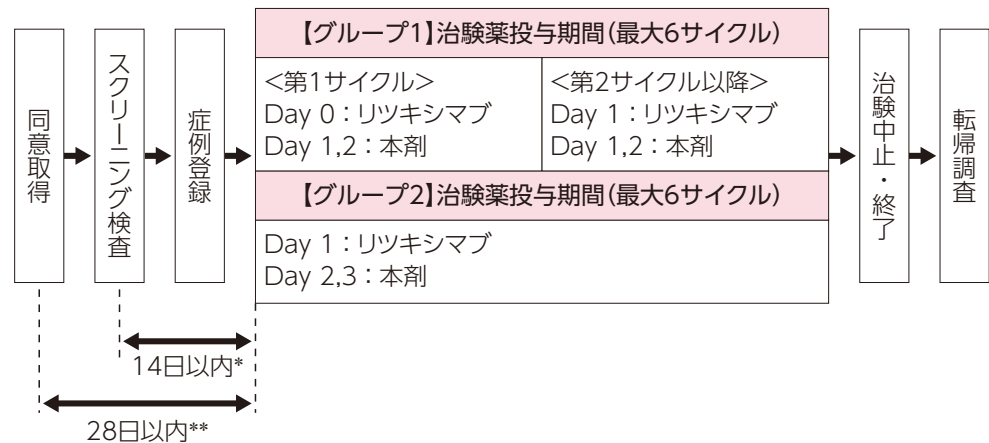 同意取得
スクリーニング検査
症例登録
【グループ1】治験薬投与期間(最大6サイクル)
<第1サイクル>
Day 0：リツキシマブ
Day 1,2：本剤
<第2サイクル以降>
Day 1：リツキシマブ
Day 1,2：本剤
【グループ2】治験薬投与期間(最大6サイクル)
Day 1：リツキシマブ
Day 2,3：本剤
治験中止・終了
転帰調査
14日以内*
28日以内**